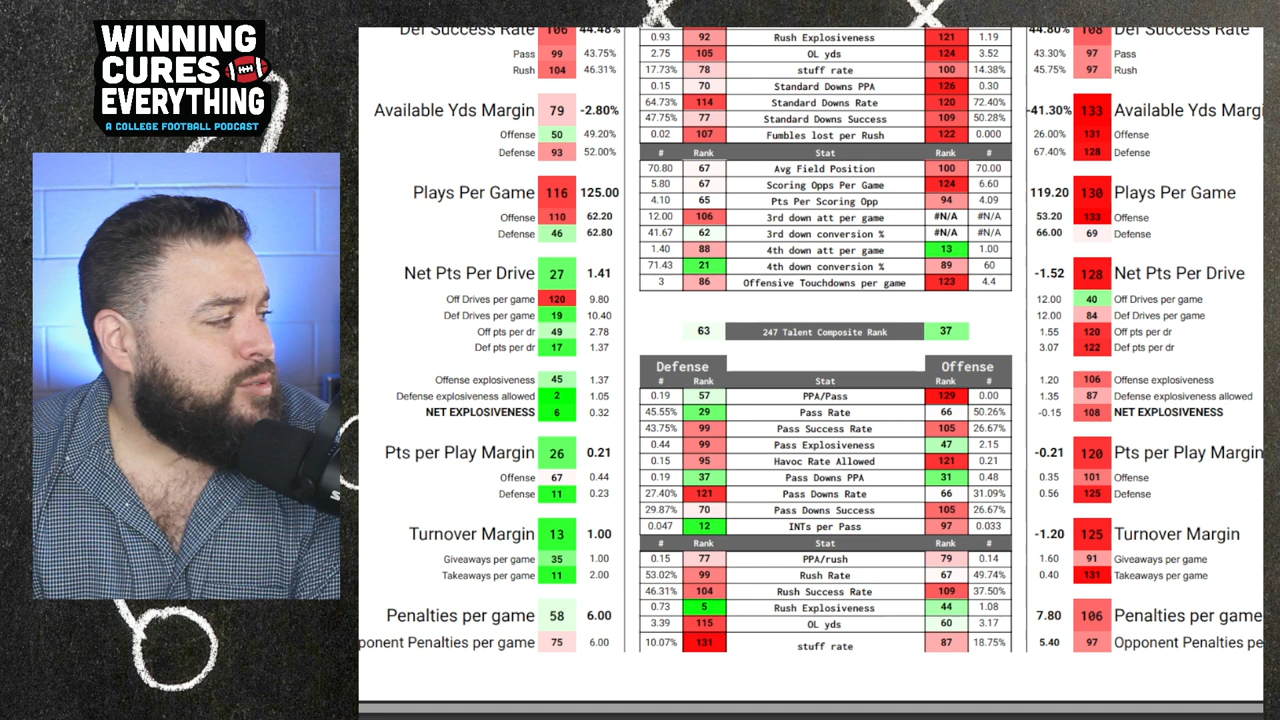 WINNING
CURES
EVERYTHING
A COLLEGE FOOTBALL PODCAST
Def Success Rate 106 44.48%
Pass 99 43.75%
Rush 104 46.31%
Available Yds Margin 79 -2.80%
Offense 50 49.20%
Defense 93 52.00%
Plays Per Game 116 125.00
Offense 110 62.20
Defense 46 62.80
Net Pts Per Drive 27 1.41
Off Drives per game 120 9.80
Def Drives per game 19 10.40
Off pts per dr 49 2.78
Def pts per dr 17 1.37
Offense explosiveness 45 1.37
Defense explosiveness allowed 2 1.05
NET EXPLOSIVENESS 6 0.32
Pts per Play Margin 26 0.21
Offense 67 0.44
Defense 11 0.23
Turnover Margin 13 1.00
Giveaways per game 35 1.00
Takeaways per game 11 2.00
Penalties per game 58 6.00
ponent Penalties per game 75 6.00
0.93 92 Rush Explosiveness 121 1.19
2.75 105 OL yds 124 3.52
17.73% 78 stuff rate 100 14.38%
0.15 70 Standard Downs PPA 126 0.30
64.73% 114 Standard Downs Rate 120 72.40%
47.75% 77 Standard Downs Success 109 50.28%
0.02 107 Fumbles lost per Rush 122 0.000
# Rank Stat Rank #
70.80 67 Avg Field Position 100 70.00
5.80 67 Scoring Opps Per Game 124 6.60
4.10 65 Pts Per Scoring Opp 94 4.09
12.00 106 3rd down att per game #N/A #N/A
41.67 62 3rd down conversion % #N/A #N/A
1.40 88 4th down att per game 13 1.00
71.43 21 4th down conversion % 89 60
3 86 Offensive Touchdowns per game 123 4.4
63 247 Talent Composite Rank 37
Defense Offense
# Rank Stat Rank #
0.19 57 PPA/Pass 129 0.00
45.55% 29 Pass Rate 66 50.26%
43.75% 99 Pass Success Rate 105 26.67%
0.44 99 Pass Explosiveness 47 2.15
0.15 95 Havoc Rate Allowed 121 0.21
0.19 37 Pass Downs PPA 31 0.48
27.40% 121 Pass Downs Rate 66 31.09%
29.87% 70 Pass Downs Success 105 26.67%
0.047 12 INTs per Pass 97 0.033
# Rank Stat Rank #
0.15 77 PPA/rush 79 0.14
53.02% 99 Rush Rate 67 49.74%
46.31% 104 Rush Success Rate 109 37.50%
0.73 5 Rush Explosiveness 44 1.08
3.39 115 OL yds 60 3.17
10.07% 131 stuff rate 87 18.75%
44.80% 108 Def Success Rate
43.30% 97 Pass
45.75% 97 Rush
-41.30% 133 Available Yds Margi
26.00% 131 Offense
67.40% 128 Defense
119.20 130 Plays Per Game
53.20 133 Offense
66.00 69 Defense
-1.52 128 Net Pts Per Drive
12.00 40 Off Drives per game
12.00 84 Def Drives per game
1.55 120 Off pts per dr
3.07 122 Def pts per dr
1.20 106 Offense explosiveness
1.35 87 Defense explosiveness allowed
-0.15 108 NET EXPLOSIVENESS
-0.21 120 Pts per Play Margin
0.35 101 Offense
0.56 125 Defense
-1.20 125 Turnover Margin
1.60 91 Giveaways per game
0.40 131 Takeaways per game
7.80 106 Penalties per game
5.40 97 Opponent Penalties pe